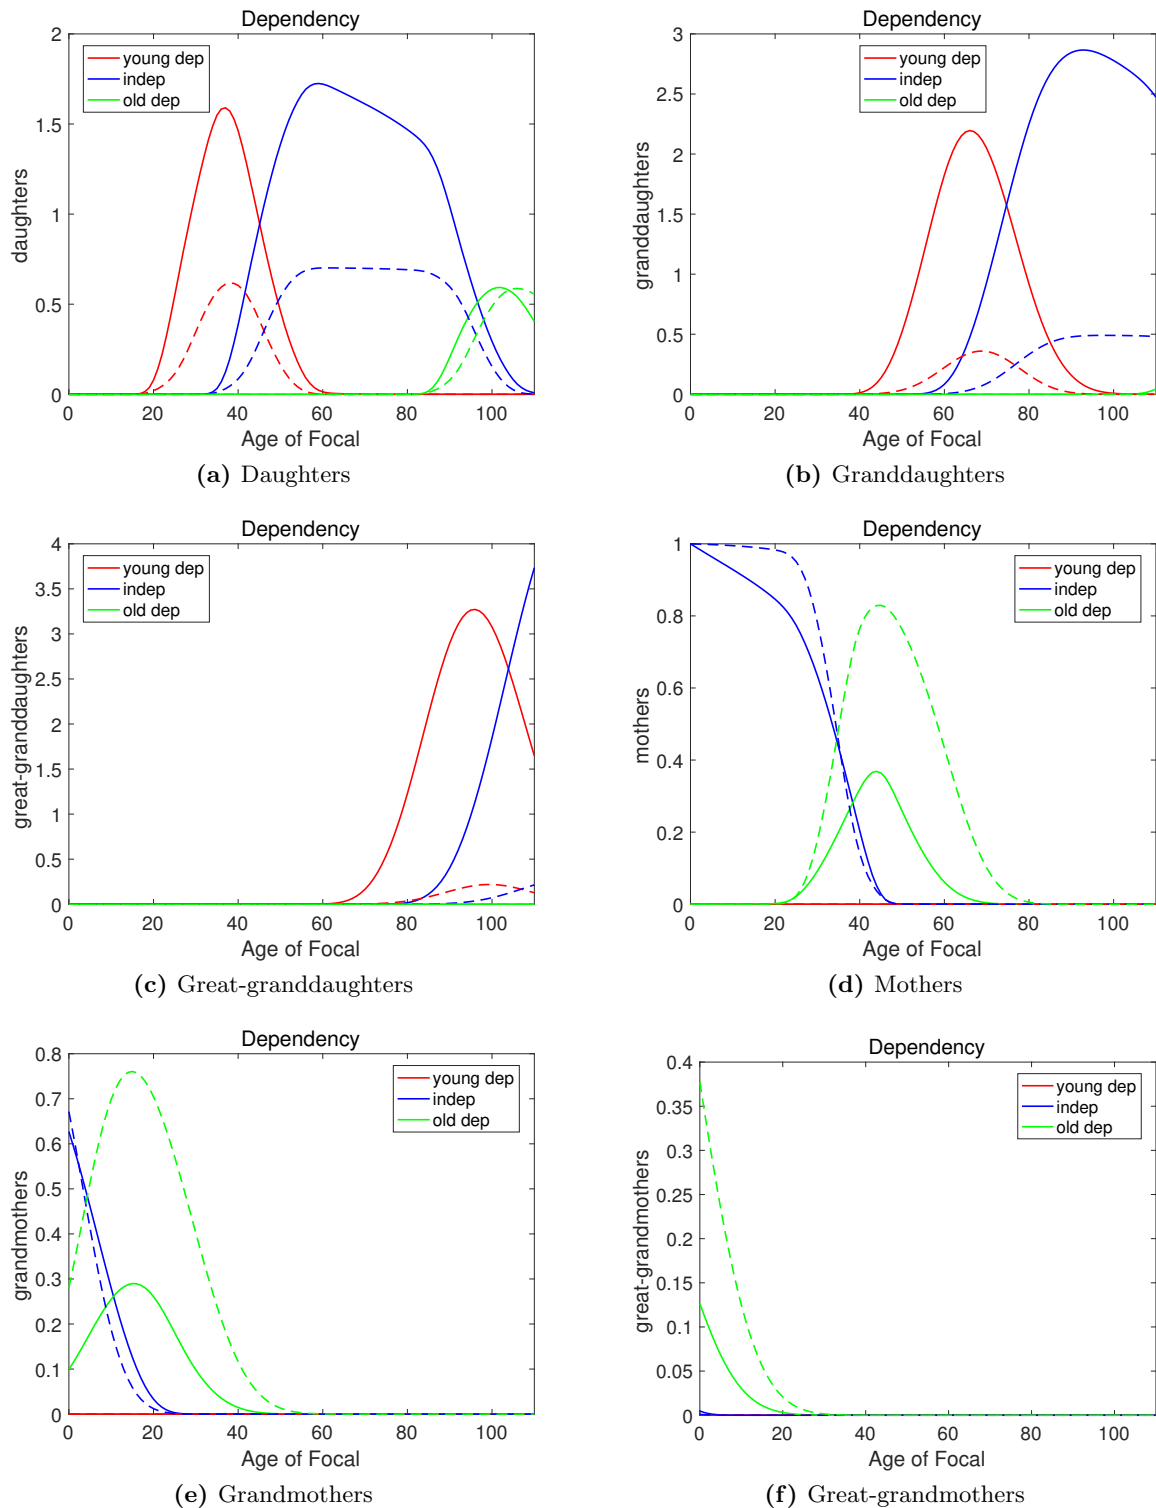 Dependency
2
1.5
1
0.5
0
daughters
young dep
indep
old dep
0 20 40 60 80 100
Age of Focal
(a) Daughters
Dependency
3
2.5
2
1.5
1
0.5
0
granddaughters
young dep
indep
old dep
0 20 40 60 80 100
Age of Focal
(b) Granddaughters
Dependency
4
3.5
3
2.5
2
1.5
1
0.5
0
great-granddaughters
young dep
indep
old dep
0 20 40 60 80 100
Age of Focal
(c) Great-granddaughters
Dependency
1
0.8
0.6
0.4
0.2
0
mothers
young dep
indep
old dep
0 20 40 60 80 100
Age of Focal
(d) Mothers
Dependency
0.8
0.7
0.6
0.5
0.4
0.3
0.2
0.1
0
grandmothers
young dep
indep
old dep
0 20 40 60 80 100
Age of Focal
(e) Grandmothers
Dependency
0.4
0.35
0.3
0.25
0.2
0.15
0.1
0.05
0
great-grandmothers
young dep
indep
old dep
0 20 40 60 80 100
Age of Focal
(f) Great-grandmothers